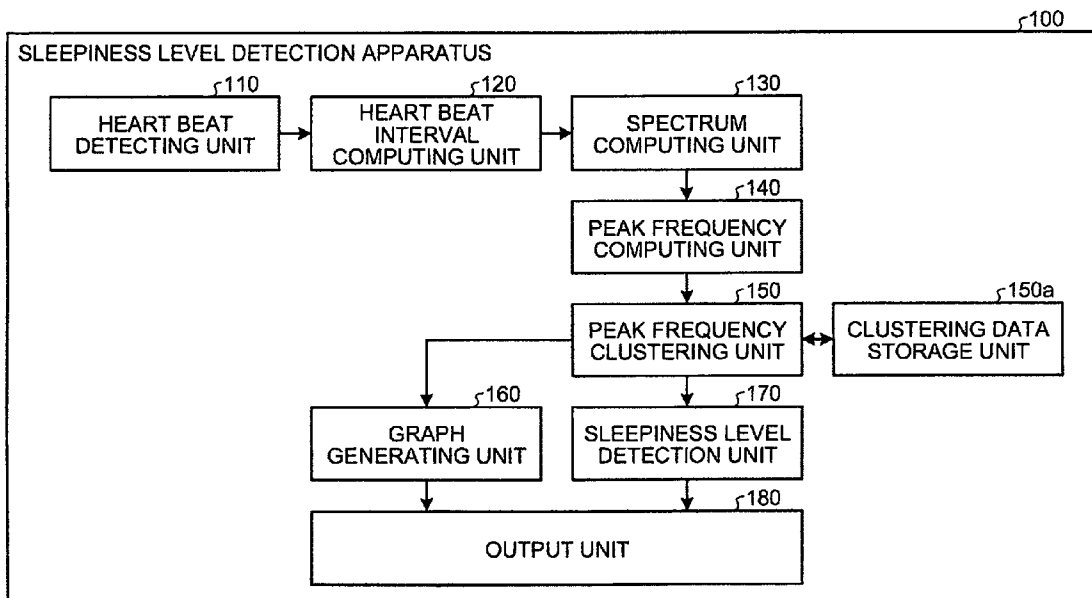 100
SLEEPINESS LEVEL DETECTION APPARATUS
110
HEART BEAT
DETECTING UNIT
120
HEART BEAT
INTERVAL
COMPUTING UNIT
130
SPECTRUM
COMPUTING UNIT
140
PEAK FREQUENCY
COMPUTING UNIT
150
PEAK FREQUENCY
CLUSTERING UNIT
150a
CLUSTERING DATA
STORAGE UNIT
160
GRAPH
GENERATING UNIT
170
SLEEPINESS LEVEL
DETECTION UNIT
180
OUTPUT UNIT